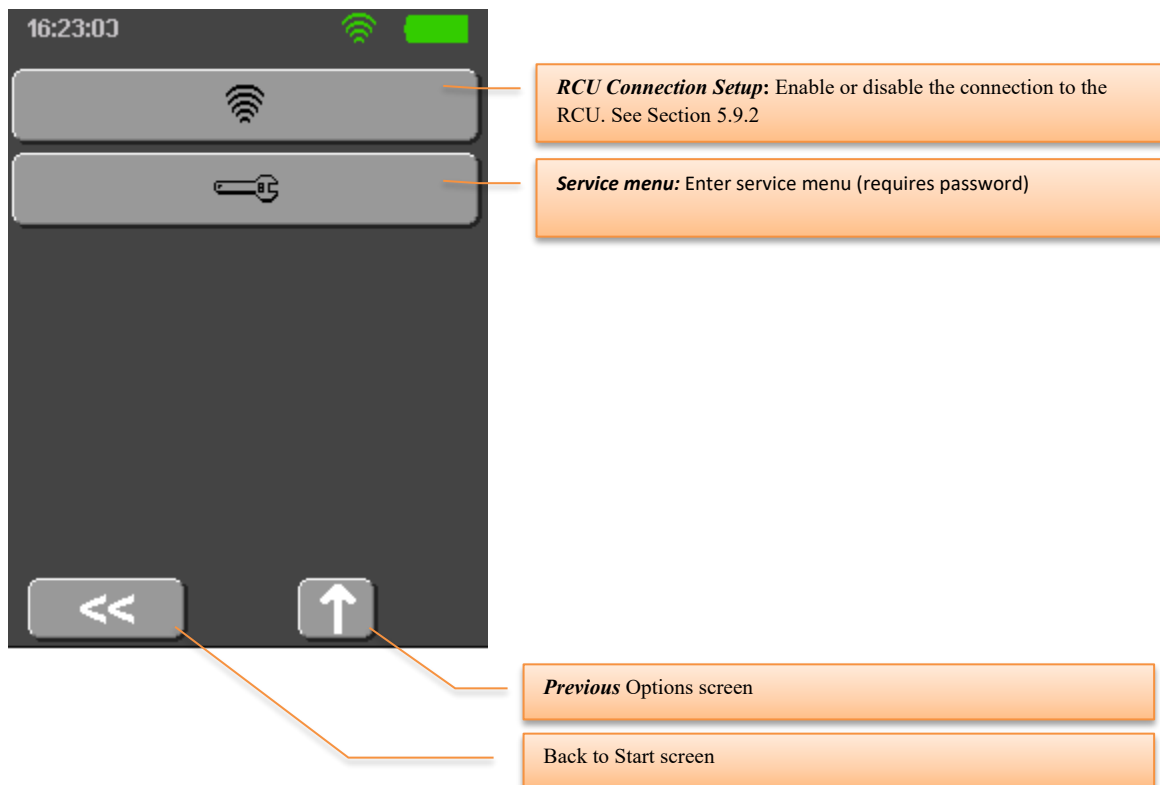 16:23:00
RCU Connection Setup: Enable or disable the connection to the
RCU. See Section 5.9.2
Service menu: Enter service menu (requires password)
<<
Previous Options screen
Back to Start screen